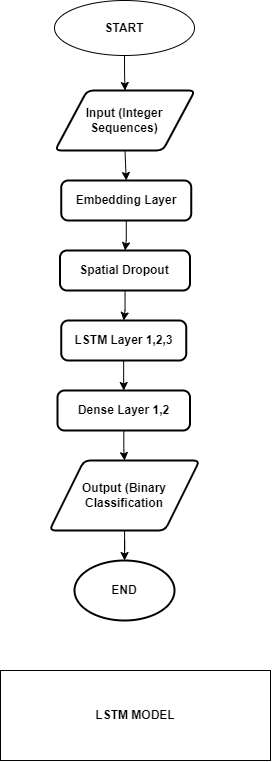 START
Input (Integer
Sequences)
Embedding Layer
Spatial Dropout
LSTM Layer 1,2,3
Dense Layer 1,2
Output (Binary
Classification
END
LSTM MODEL